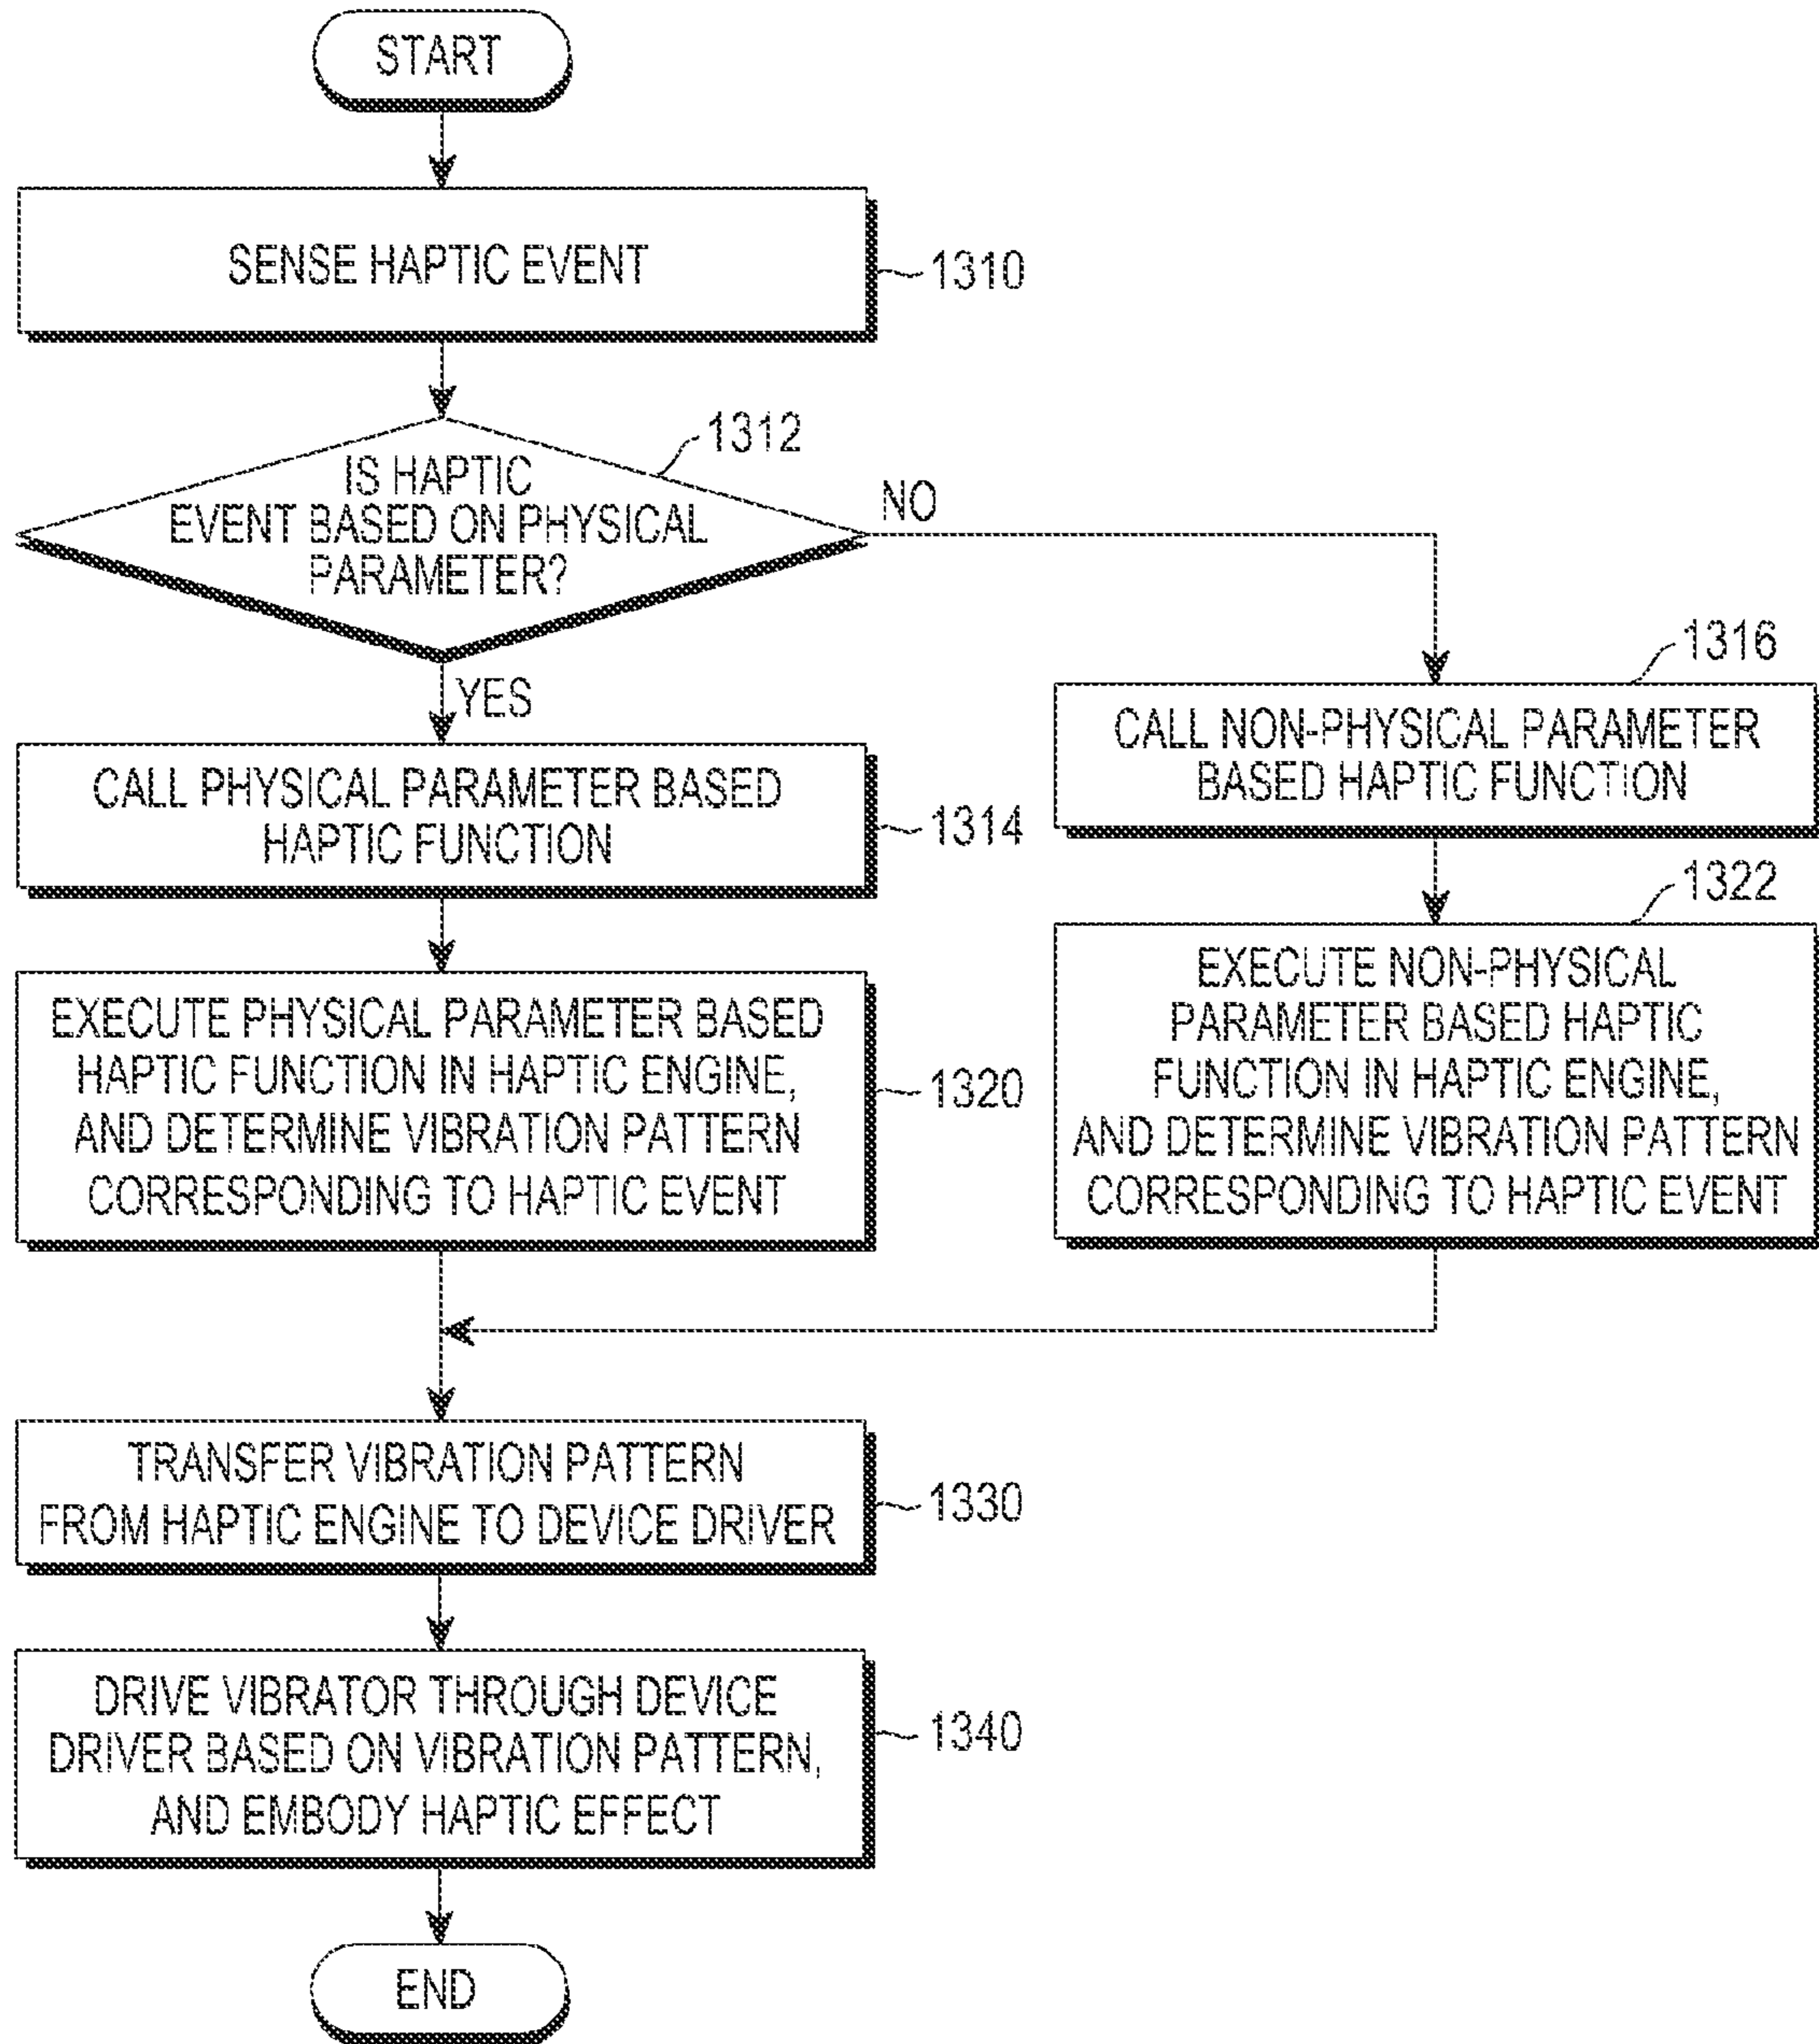 START
SENSE HAPTIC EVENT
1310
1312
IS HAPTIC
EVENT BASED ON PHYSICAL
PARAMETER?
NO
YES
CALL PHYSICAL PARAMETER BASED
HAPTIC FUNCTION
1314
1316
CALL NON-PHYSICAL PARAMETER
BASED HAPTIC FUNCTION
EXECUTE PHYSICAL PARAMETER BASED
HAPTIC FUNCTION IN HAPTIC ENGINE,
AND DETERMINE VIBRATION PATTERN
CORRESPONDING TO HAPTIC EVENT
1320
1322
EXECUTE NON-PHYSICAL
PARAMETER BASED HAPTIC
FUNCTION IN HAPTIC ENGINE,
AND DETERMINE VIBRATION PATTERN
CORRESPONDING TO HAPTIC EVENT
TRANSFER VIBRATION PATTERN
FROM HAPTIC ENGINE TO DEVICE DRIVER
1330
DRIVE VIBRATOR THROUGH DEVICE
DRIVER BASED ON VIBRATION PATTERN,
AND EMBODY HAPTIC EFFECT
1340
END